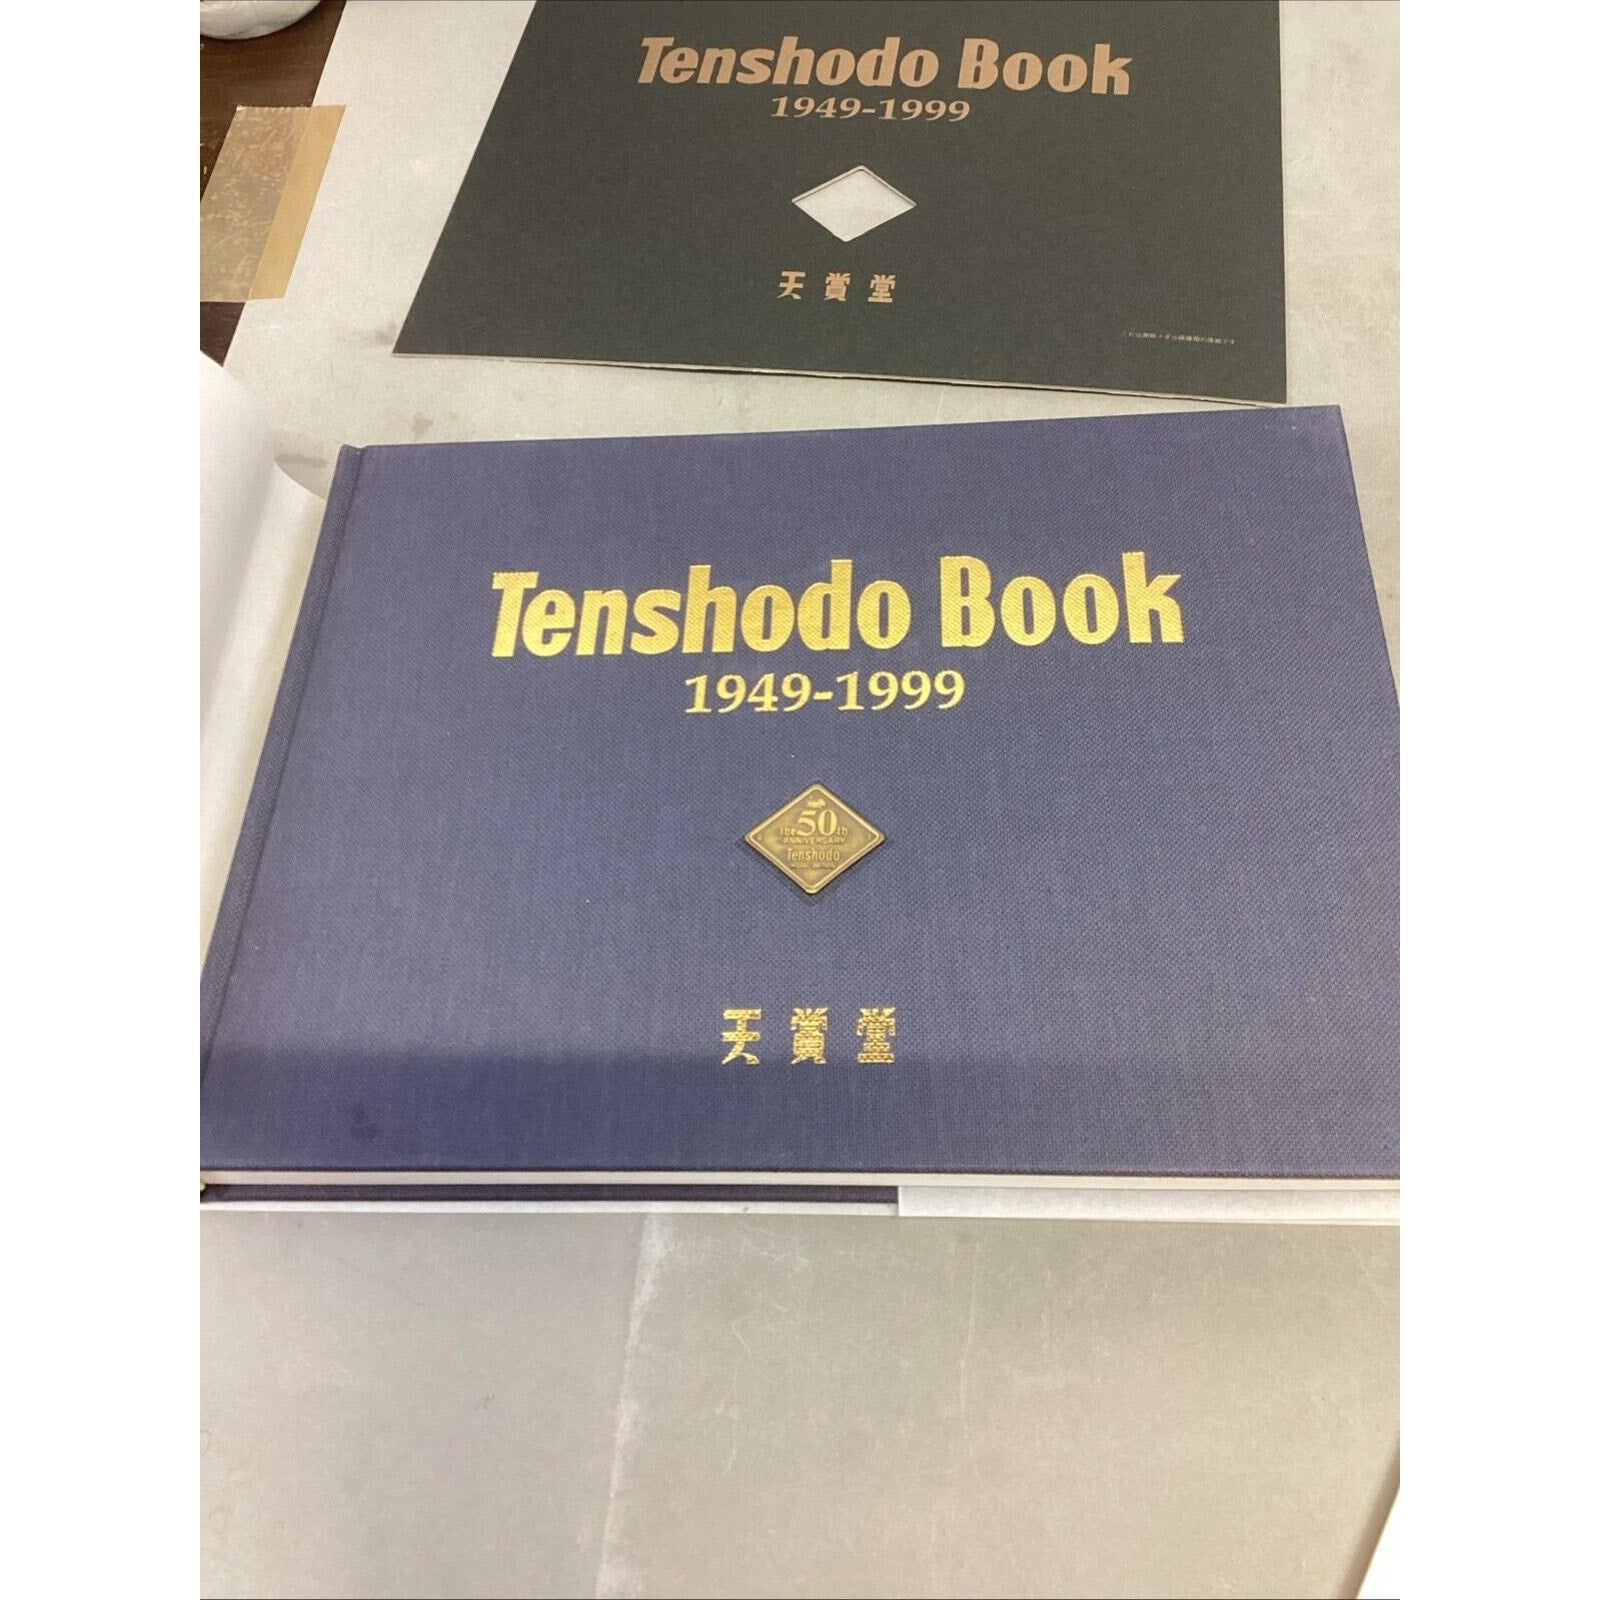 Tenshodo Book
1949-1999
天賞堂
Tenshodo Book
1949-1999
the 50th
ANNIVERSARY
Tenshodo
天賞堂